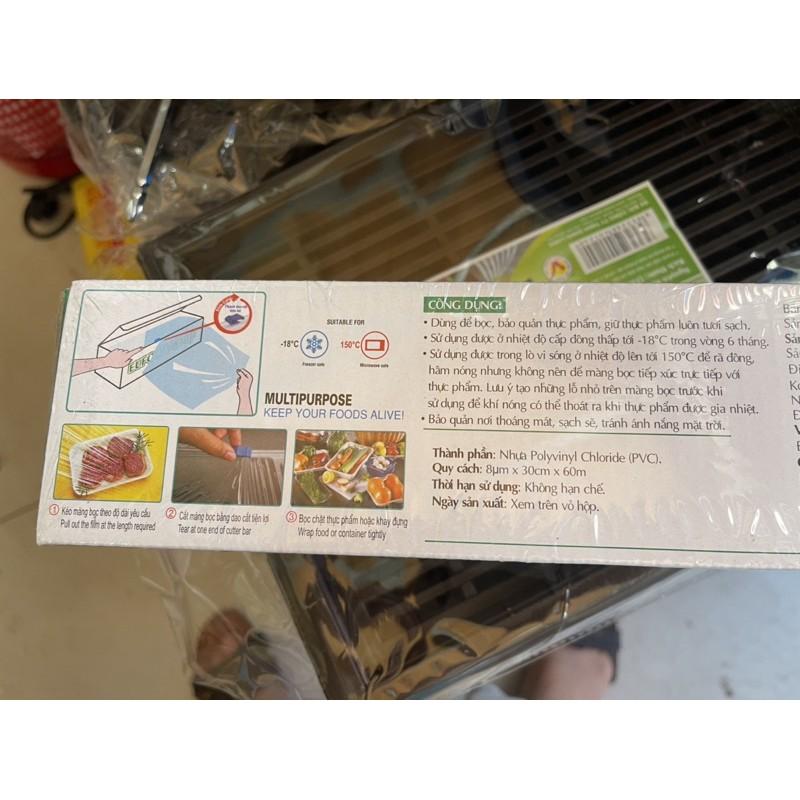 SUITABLE FOR
-18°C
150°C
Freezer safe
Microwave safe
MULTIPURPOSE
KEEP YOUR FOODS ALIVE!
1 Kéo màng bọc theo độ dài yêu cầu
Pull out the film at the length required
2 Cắt màng bọc bằng dao cắt tiện lợi
Tear at one end of cutter bar
3 Bọc chặt thực phẩm hoặc khay đựng
Wrap food or container tightly
CÔNG DỤNG:
• Dùng để bọc, bảo quản thực phẩm, giữ thực phẩm luôn tươi sạch.
• Sử dụng được ở nhiệt độ cấp đông thấp tới -18°C trong vòng 6 tháng.
• Sử dụng được trong lò vi sóng ở nhiệt độ lên tới 150°C để rã đông,
hâm nóng nhưng không nên để màng bọc tiếp xúc trực tiếp với
thực phẩm. Lưu ý tạo những lỗ nhỏ trên màng bọc trước khi
sử dụng để khí nóng có thể thoát ra khi thực phẩm được gia nhiệt.
• Bảo quản nơi thoáng mát, sạch sẽ, tránh ánh nắng mặt trời.
Thành phần: Nhựa Polyvinyl Chloride (PVC).
Quy cách: 8µm x 30cm x 60m
Thời hạn sử dụng: Không hạn chế.
Ngày sản xuất: Xem trên vỏ hộp.